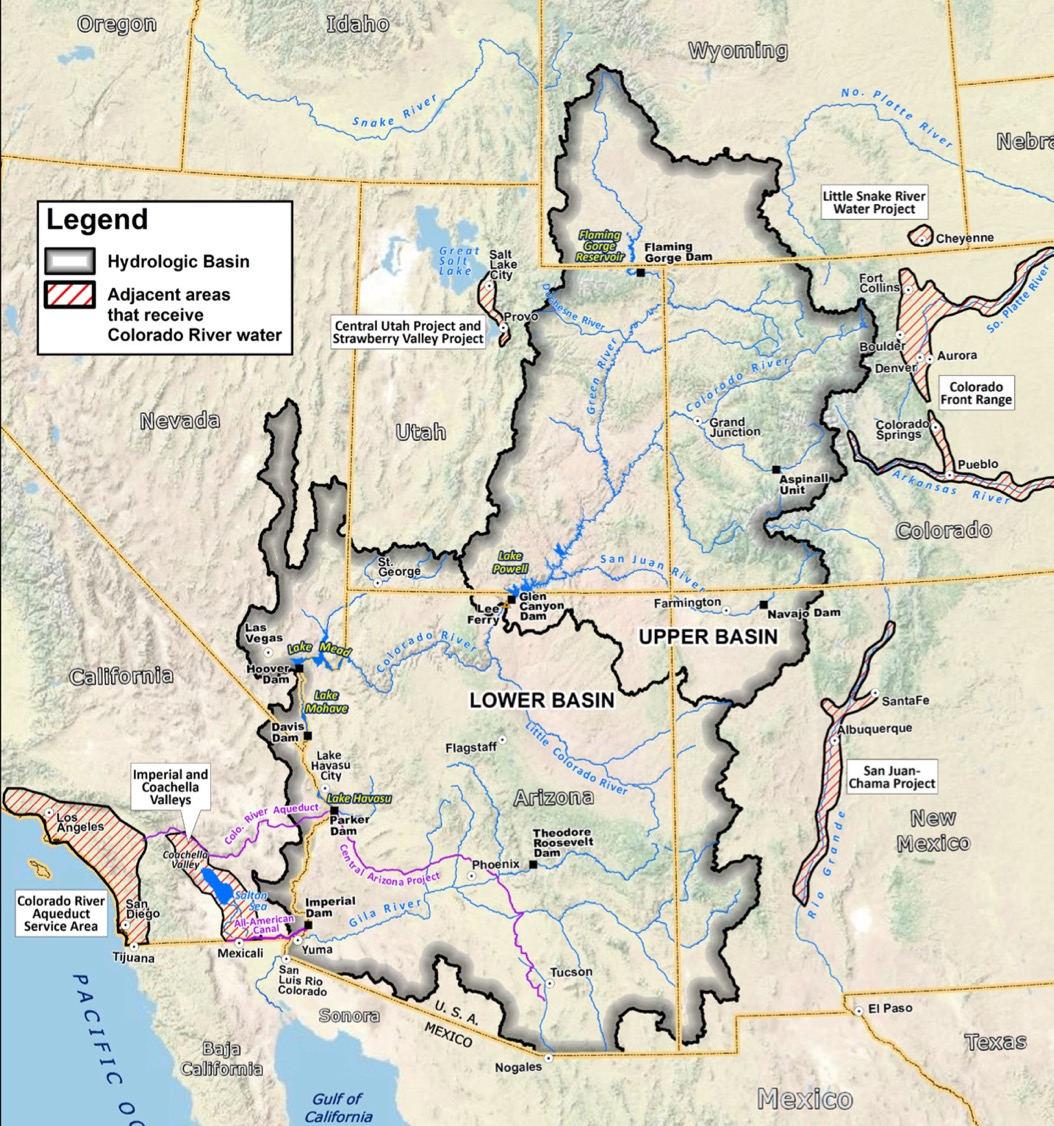 Oregon
Idaho
Wyoming
Snake River
No. Platte River
Nebra
Legend
Hydrologic Basin
Adjacent areas
that receive
Colorado River water
Little Snake River
Water Project
Cheyenne
Flaming
Gorge
Reservoir
Flaming
Gorge Dam
Great
Salt
Lake
Salt
Lake
City
Provo
Central Utah Project and
Strawberry Valley Project
Duchesne River
Green River
Colorado River
Fort
Collins
So. Platte River
Boulder
Denver
Aurora
Colorado
Front Range
Grand
Junction
Colorado
Springs
Pueblo
Aspinall
Unit
Arkansas River
Nevada
Utah
Colorado
St.
George
Lake
Powell
San Juan River
Glen
Canyon
Dam
Lee
Ferry
Farmington
Navajo Dam
UPPER BASIN
Las
Vegas
Lake Mead
Colorado River
Hoover
Dam
California
Lake
Mohave
LOWER BASIN
SantaFe
Davis
Dam
Flagstaff
Little Colorado River
Albuquerque
Lake
Havasu
City
San Juan-
Chama Project
Imperial and
Coachella
Valleys
Lake Havasu
Arizona
Colo. River Aqueduct
Parker
Dam
Los
Angeles
Central Arizona Project
Theodore
Roosevelt
Dam
New
Mexico
Coachella
Valley
Phoenix
Rio Grande
Colorado River
Aqueduct
Service Area
San
Diego
Salton
Sea
Imperial
Dam
Gila River
All-American
Canal
Tijuana
Mexicali
Yuma
San
Luis Rio
Colorado
Tucson
PACIFIC OC
Sonora
U. S. A.
MEXICO
El Paso
Baja
California
Texas
Nogales
Gulf of
California
Mexico